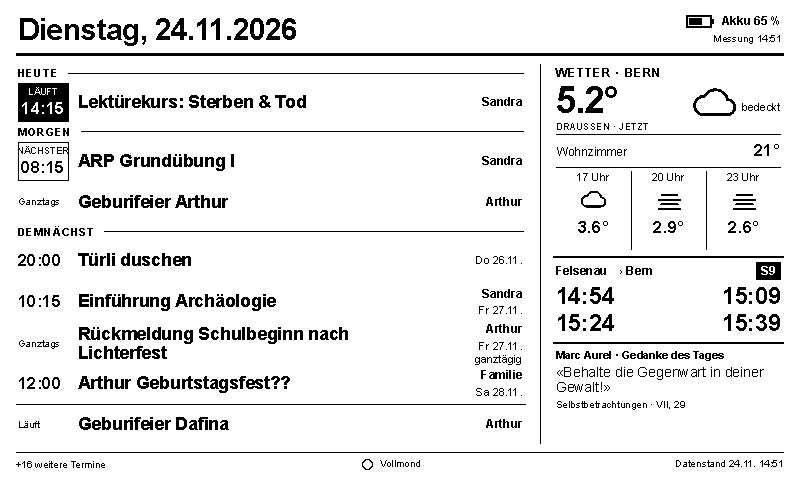 Dienstag, 24.11.2026
Akku 65 %
Messung 14:51
HEUTE
LÄUFT
14:15 Lektürekurs: Sterben & Tod Sandra
MORGEN
NÄCHSTER
08:15 ARP Grundübung I Sandra
Ganztags Geburifeier Arthur Arthur
DEMNÄCHST
20:00 Türli duschen Do 26.11.
10:15 Einführung Archäologie Sandra
Fr 27.11.
Ganztags Rückmeldung Schulbeginn nach Lichterfest Arthur
Fr 27.11.
ganztägig
12:00 Arthur Geburtstagsfest?? Familie
Sa 28.11.
Läuft Geburifeier Dafina Arthur
WETTER · BERN
5.2° bedeckt
DRAUSSEN · JETZT
Wohnzimmer 21°
17 Uhr 20 Uhr 23 Uhr
3.6° 2.9° 2.6°
Felsenau › Bern S9
14:54 15:09
15:24 15:39
Marc Aurel · Gedanke des Tages
«Behalte die Gegenwart in deiner
Gewalt!»
Selbstbetrachtungen · VII, 29
+16 weitere Termine
Vollmond
Datenstand 24.11. 14:51